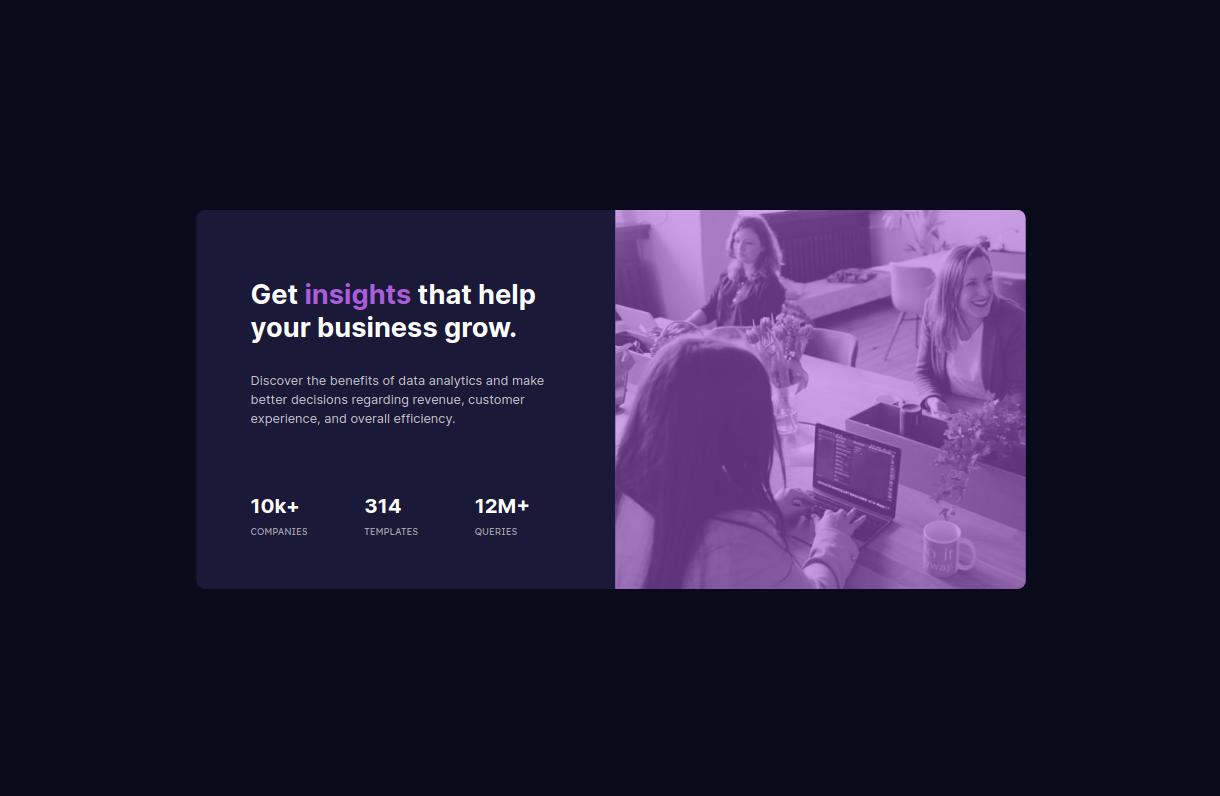 Get insights that help
your business grow.
Discover the benefits of data analytics and make
better decisions regarding revenue, customer
experience, and overall efficiency.
10k+ 314 12M+
COMPANIES TEMPLATES QUERIES